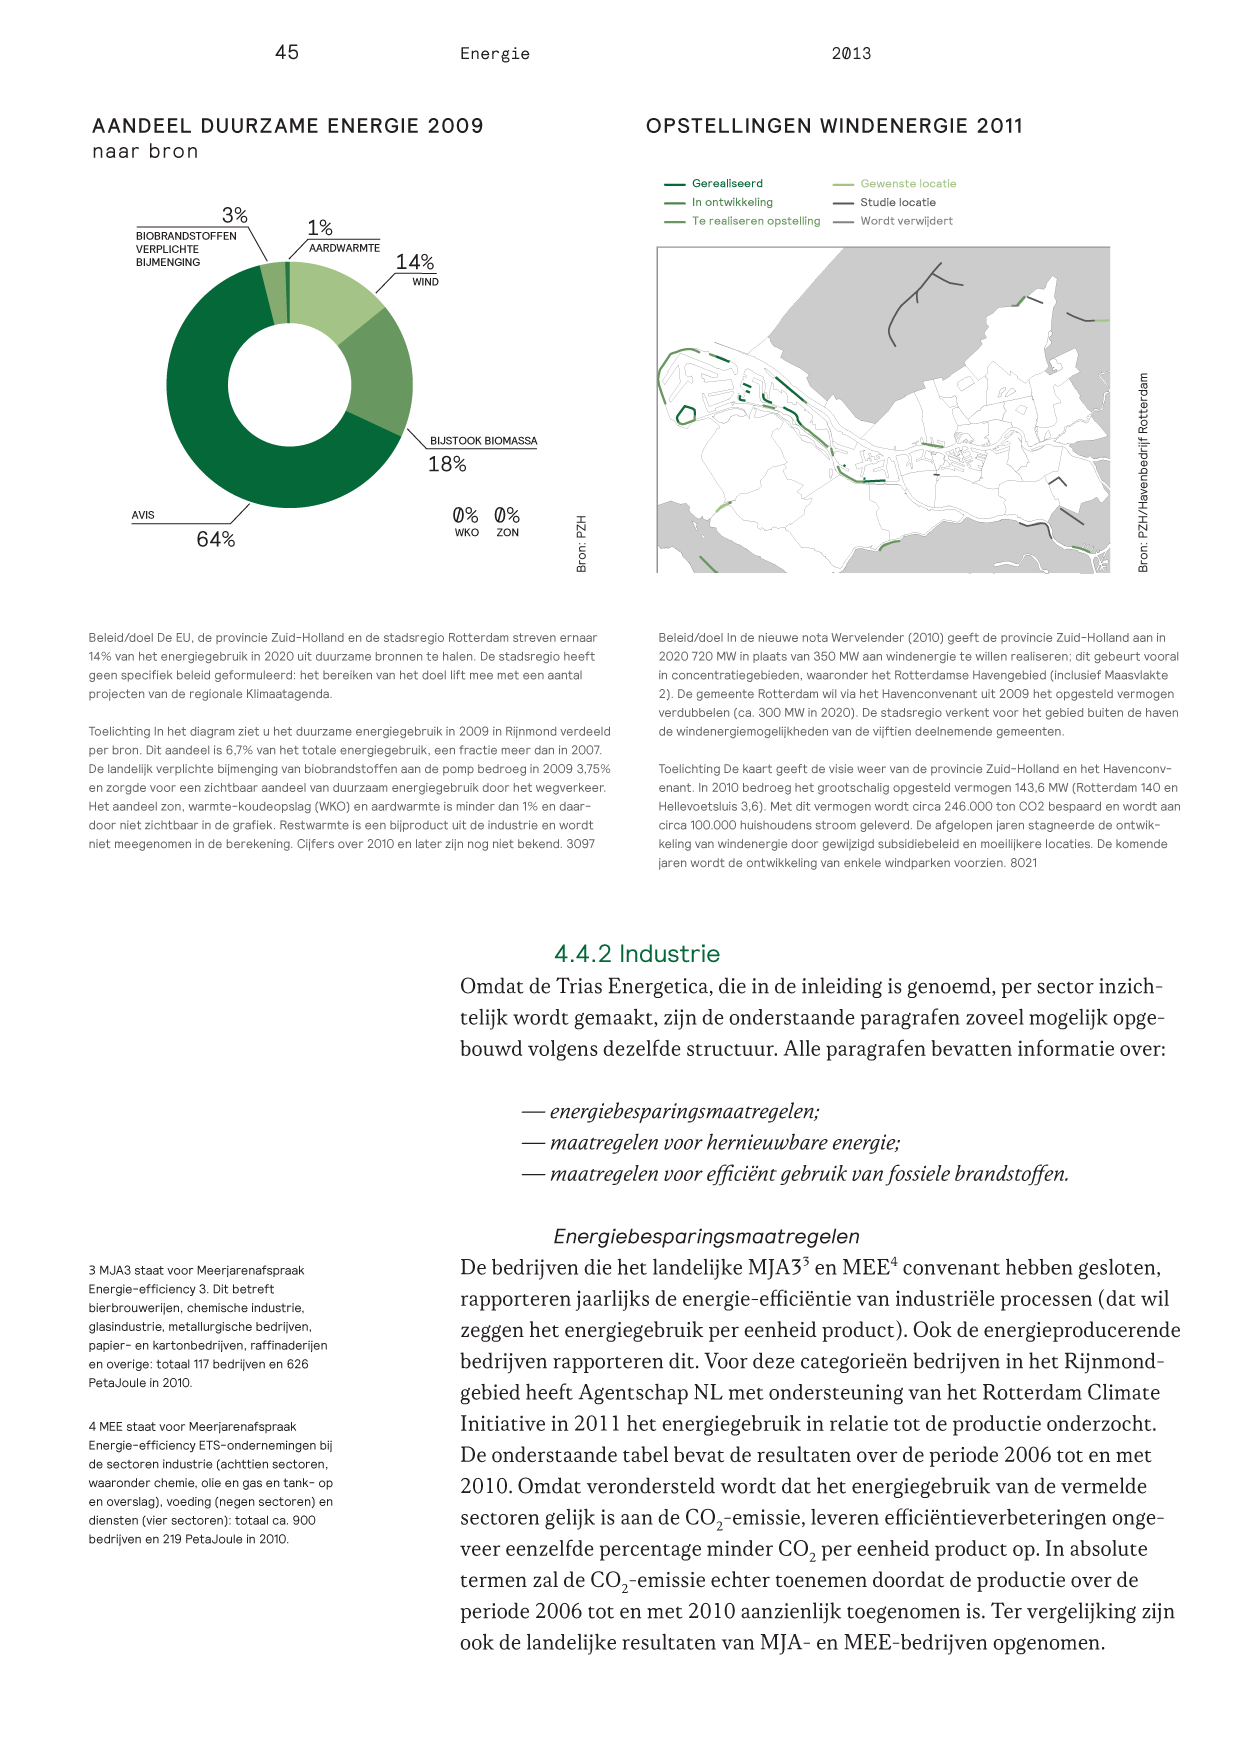 45 Energie 2013
AANDEEL DUURZAME ENERGIE 2009
naar bron
3%
BIOBRANDSTOFFEN
VERPLICHTE
BIJMENGING
1%
AARDWARMTE
14%
WIND
BIJSTOOK BIOMASSA
18%
AVIS
64%
0% 0%
WKO ZON
Bron: PZH
OPSTELLINGEN WINDENERGIE 2011
Gerealiseerd
In ontwikkeling
Te realiseren opstelling
Gewenste locatie
Studie locatie
Wordt verwijdert
Bron: PZH/Havenbedrijf Rotterdam
Beleid/doel De EU, de provincie Zuid-Holland en de stadsregio Rotterdam streven ernaar
14% van het energiegebruik in 2020 uit duurzame bronnen te halen. De stadsregio heeft
geen specifiek beleid geformuleerd: het bereiken van het doel lift mee met een aantal
projecten van de regionale Klimaatagenda.
Toelichting In het diagram ziet u het duurzame energiegebruik in 2009 in Rijnmond verdeeld
per bron. Dit aandeel is 6,7% van het totale energiegebruik, een fractie meer dan in 2007.
De landelijk verplichte bijmenging van biobrandstoffen aan de pomp bedroeg in 2009 3,75%
en zorgde voor een zichtbaar aandeel van duurzaam energiegebruik door het wegverkeer.
Het aandeel zon, warmte-koudeopslag (WKO) en aardwarmte is minder dan 1% en daar-
door niet zichtbaar in de grafiek. Restwarmte is een bijproduct uit de industrie en wordt
niet meegenomen in de berekening. Cijfers over 2010 en later zijn nog niet bekend. 3097
Beleid/doel In de nieuwe nota Wervelender (2010) geeft de provincie Zuid-Holland aan in
2020 720 MW in plaats van 350 MW aan windenergie te willen realiseren; dit gebeurt vooral
in concentratiegebieden, waaronder het Rotterdamse Havengebied (inclusief Maasvlakte
2). De gemeente Rotterdam wil via het Havenconvenant uit 2009 het opgesteld vermogen
verdubbelen (ca. 300 MW in 2020). De stadsregio verkent voor het gebied buiten de haven
de windenergiemogelijkheden van de vijftien deelnemende gemeenten.
Toelichting De kaart geeft de visie weer van de provincie Zuid-Holland en het Havenconv-
enant. In 2010 bedroeg het grootschalig opgesteld vermogen 143,6 MW (Rotterdam 140 en
Hellevoetsluis 3,6). Met dit vermogen wordt circa 246.000 ton CO2 bespaard en wordt aan
circa 100.000 huishoudens stroom geleverd. De afgelopen jaren stagneerde de ontwik-
keling van windenergie door gewijzigd subsidiebeleid en moeilijkere locaties. De komende
jaren wordt de ontwikkeling van enkele windparken voorzien. 8021
4.4.2 Industrie
Omdat de Trias Energetica, die in de inleiding is genoemd, per sector inzich-
telijk wordt gemaakt, zijn de onderstaande paragrafen zoveel mogelijk opge-
bouwd volgens dezelfde structuur. Alle paragrafen bevatten informatie over:
— energiebesparingsmaatregelen;
— maatregelen voor hernieuwbare energie;
— maatregelen voor efficiënt gebruik van fossiele brandstoffen.
Energiebesparingsmaatregelen
De bedrijven die het landelijke MJA3³ en MEE⁴ convenant hebben gesloten,
rapporteren jaarlijks de energie-efficiëntie van industriële processen (dat wil
zeggen het energiegebruik per eenheid product). Ook de energieproducerende
bedrijven rapporteren dit. Voor deze categorieën bedrijven in het Rijnmond-
gebied heeft Agentschap NL met ondersteuning van het Rotterdam Climate
Initiative in 2011 het energiegebruik in relatie tot de productie onderzocht.
De onderstaande tabel bevat de resultaten over de periode 2006 tot en met
2010. Omdat verondersteld wordt dat het energiegebruik van de vermelde
sectoren gelijk is aan de CO₂-emissie, leveren efficiëntieverbeteringen onge-
veer eenzelfde percentage minder CO₂ per eenheid product op. In absolute
termen zal de CO₂-emissie echter toenemen doordat de productie over de
periode 2006 tot en met 2010 aanzienlijk toegenomen is. Ter vergelijking zijn
ook de landelijke resultaten van MJA- en MEE-bedrijven opgenomen.
3 MJA3 staat voor Meerjarenafspraak
Energie-efficiency 3. Dit betreft
bierbrouwerijen, chemische industrie,
glasindustrie, metallurgische bedrijven,
papier- en kartonbedrijven, raffinaderijen
en overige: totaal 117 bedrijven en 626
PetaJoule in 2010.
4 MEE staat voor Meerjarenafspraak
Energie-efficiency ETS-ondernemingen bij
de sectoren industrie (achttien sectoren,
waaronder chemie, olie en gas en tank- op
en overslag), voeding (negen sectoren) en
diensten (vier sectoren): totaal ca. 900
bedrijven en 219 PetaJoule in 2010.